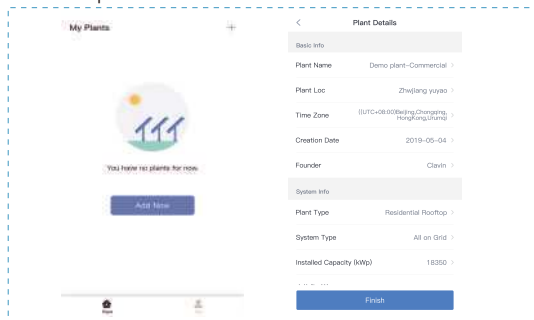 My Plants
+
You have no plants for now.
Add Now
<
Plant Details
Basic Info
Plant Name Demo plant-Commercial >
Plant Loc Zhwjiang yuyao >
Time Zone ((UTC+08:00)Beijing,Chongqing, HongKong,Urumqi >
Creation Date 2019-05-04 >
Founder Clavin >
System Info
Plant Type Residential Rooftop >
System Type All on Grid >
Installed Capacity (kWp) 18350 >
Finish